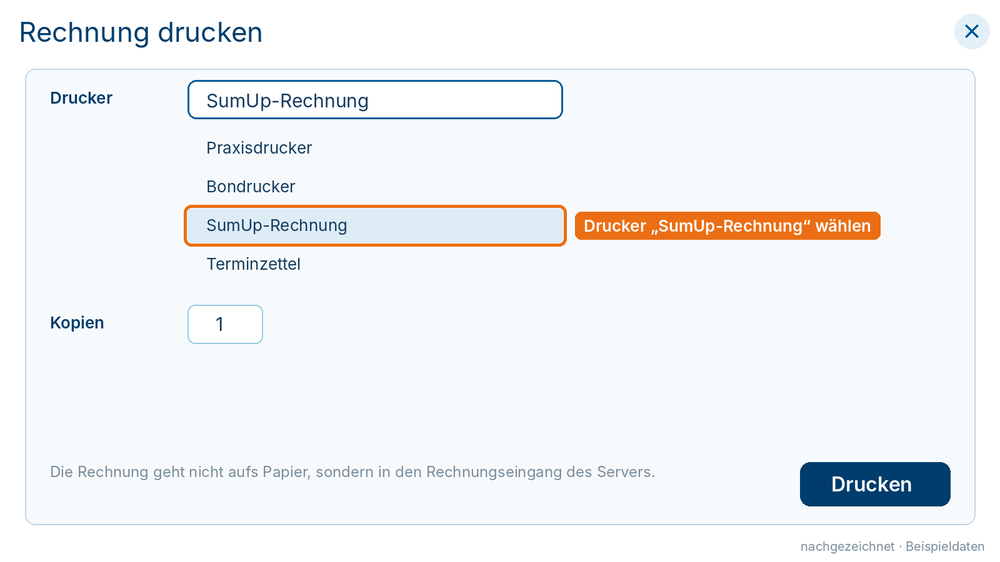 Rechnung drucken
Drucker
SumUp-Rechnung
Praxisdrucker
Bondrucker
SumUp-Rechnung
Drucker „SumUp-Rechnung“ wählen
Terminzettel
Kopien
1
Die Rechnung geht nicht aufs Papier, sondern in den Rechnungseingang des Servers.
Drucken
nachgezeichnet · Beispieldaten